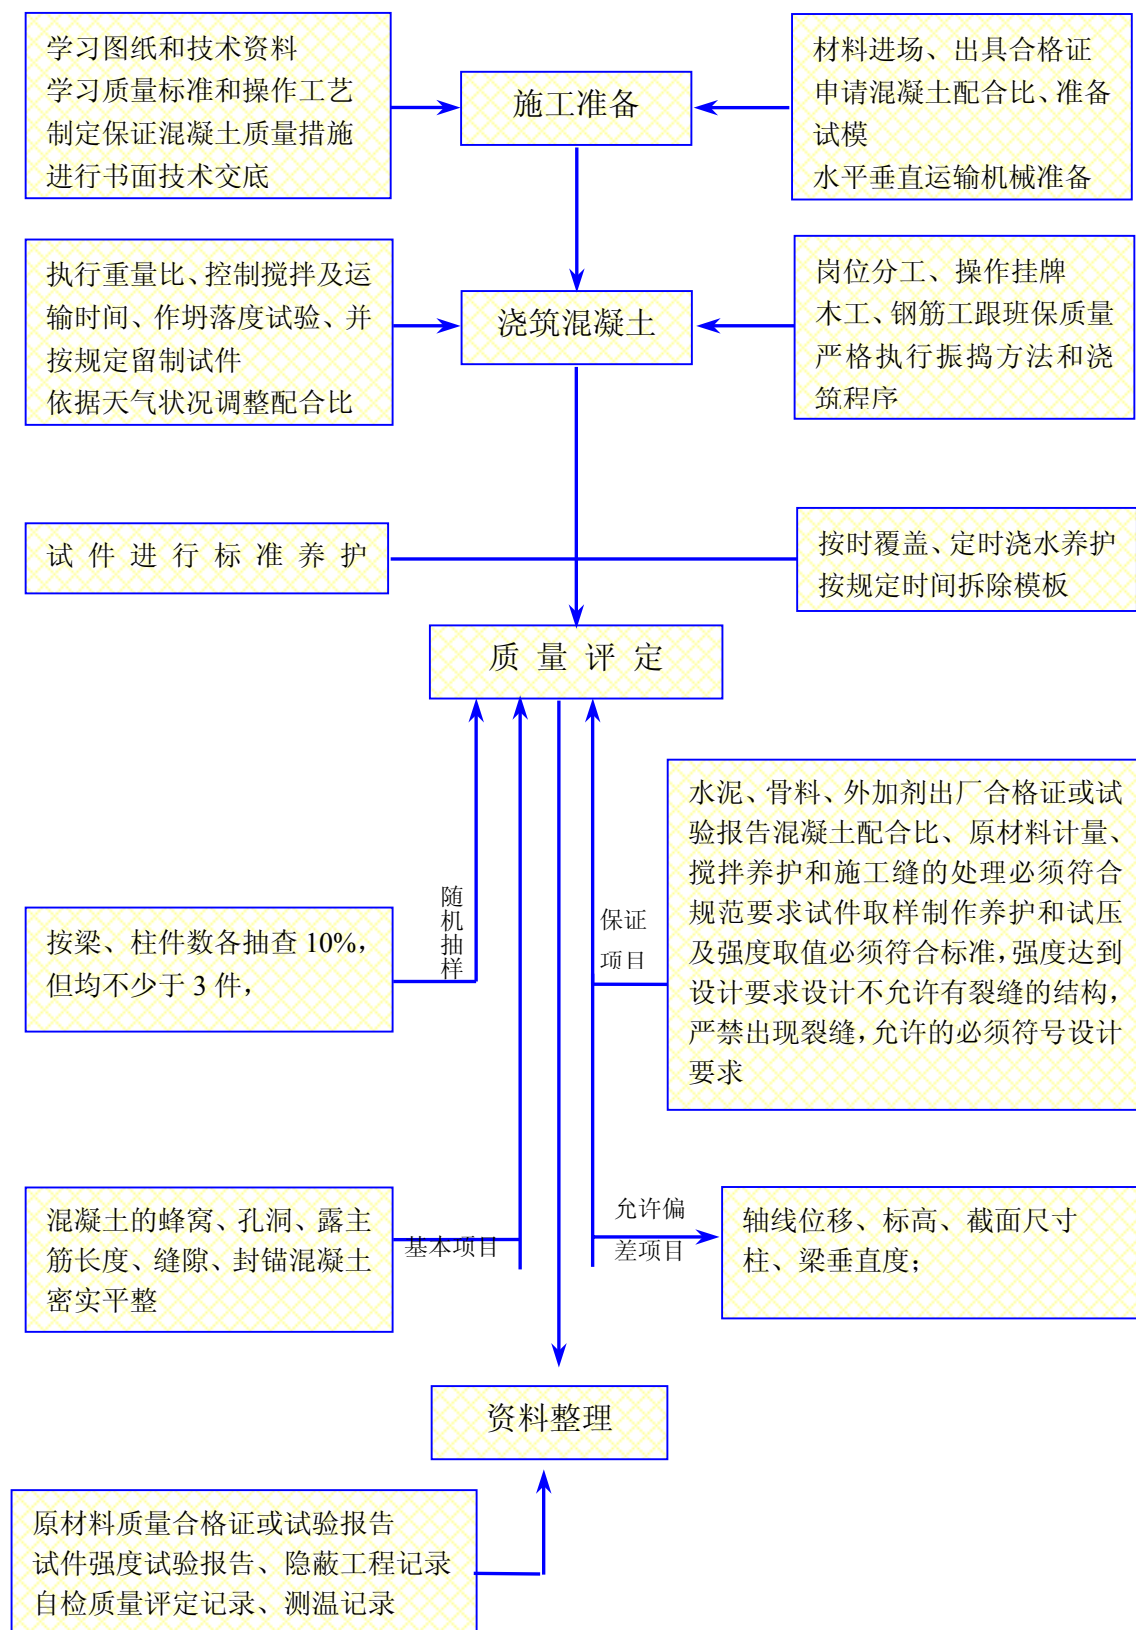 学习图纸和技术资料
学习质量标准和操作工艺
制定保证混凝土质量措施
进行书面技术交底
施工准备
材料进场、出具合格证
申请混凝土配合比、准备
试模
水平垂直运输机械准备
执行重量比、控制搅拌及运
输时间、作坍落度试验、并
按规定留制试件
依据天气状况调整配合比
浇筑混凝土
岗位分工、操作挂牌
木工、钢筋工跟班保质量
严格执行振捣方法和浇
筑程序
试件进行标准养护
按时覆盖、定时浇水养护
按规定时间拆除模板
质量评定
随机抽样
按梁、柱件数各抽查 10%，
但均不少于 3 件，
保证
项目
水泥、骨料、外加剂出厂合格证或试
验报告混凝土配合比、原材料计量、
搅拌养护和施工缝的处理必须符合
规范要求试件取样制作养护和试压
及强度取值必须符合标准，强度达到
设计要求设计不允许有裂缝的结构，
严禁出现裂缝，允许的必须符号设计
要求
混凝土的蜂窝、孔洞、露主
筋长度、缝隙、封锚混凝土
密实平整
基本项目
允许偏
差项目
轴线位移、标高、截面尺寸
柱、梁垂直度；
资料整理
原材料质量合格证或试验报告
试件强度试验报告、隐蔽工程记录
自检质量评定记录、测温记录